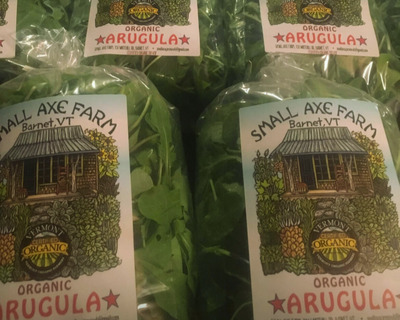 ORGANIC
ORGANIC
ARUGULA
ORGANIC
ARUGULA
SMALL AXE FARM
Barnet, VT
VERMONT
ORGANIC
ORGANIC
ARUGULA
SMALL AXE FARM
Barnet, VT
VERMONT
ORGANIC
ORGANIC
ARUGULA